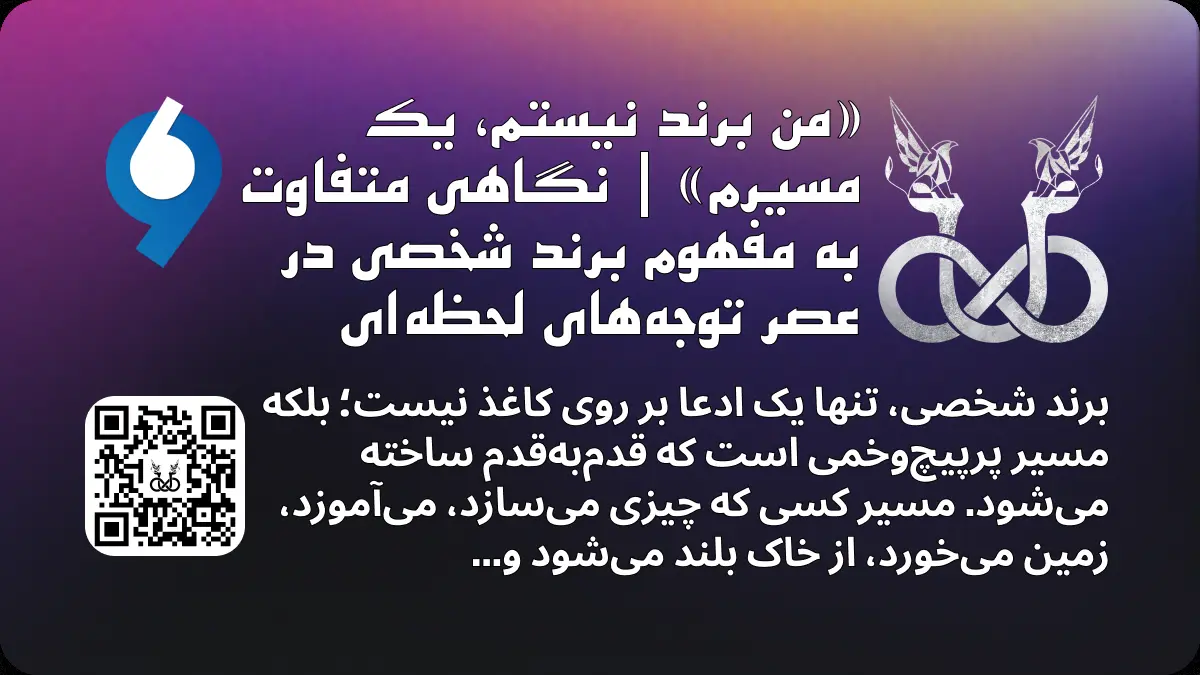 «من برند نیستم، یک
مسیرم» | نگاهی متفاوت
به مفهوم برند شخصی در
عصر توجه‌های لحظه‌ای
برند شخصی، تنها یک ادعا بر روی کاغذ نیست؛ بلکه
مسیر پرپیچ‌وخمی است که قدم‌به‌قدم ساخته
می‌شود. مسیر کسی که چیزی می‌سازد، می‌آموزد،
زمین می‌خورد، از خاک بلند می‌شود و...